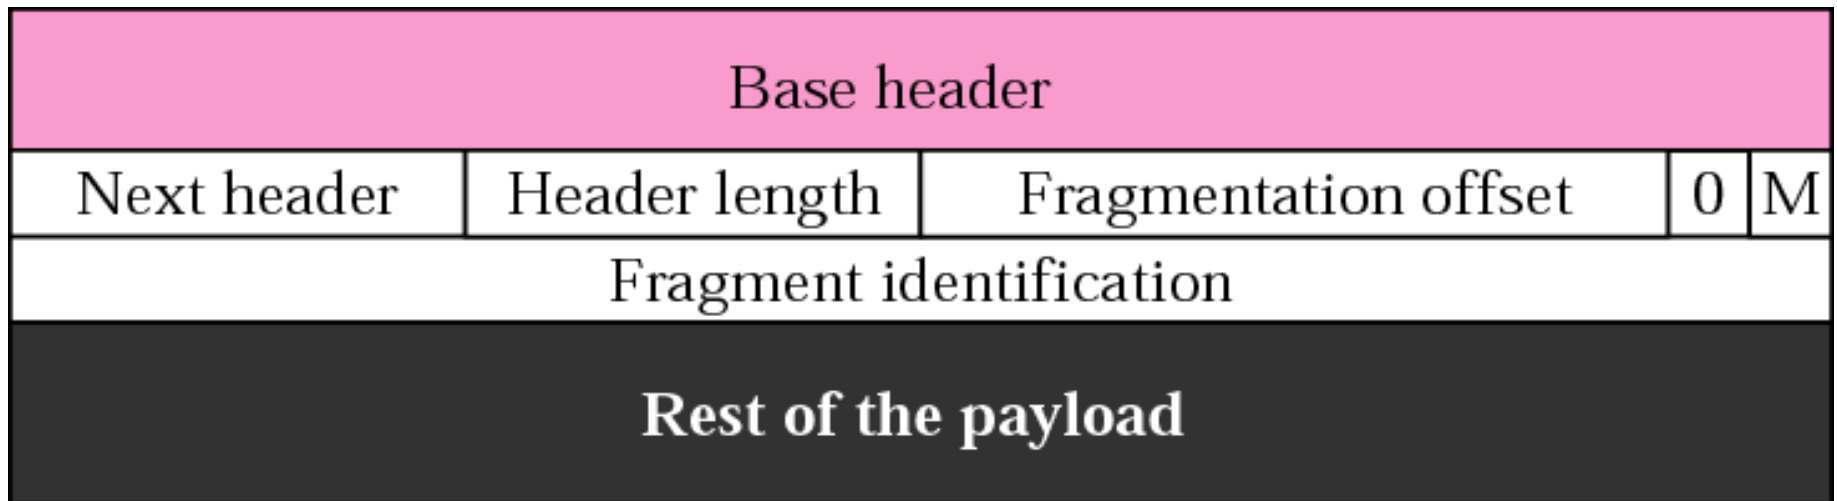 Base header
Next header Header length Fragmentation offset 0 M
Fragment identification
Rest of the payload